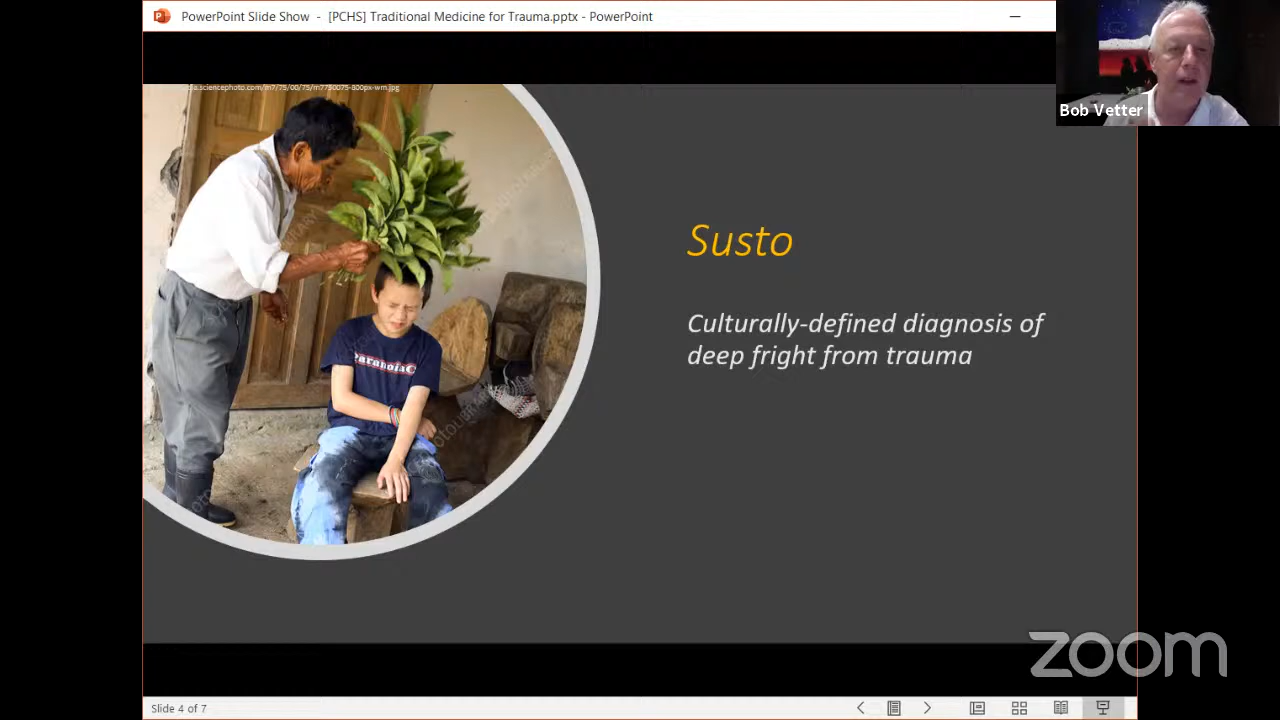 PowerPoint Slide Show - [PCHS] Traditional Medicine for Trauma.pptx - PowerPoint
Bob Vetter
Susto
Culturally-defined diagnosis of
deep fright from trauma
ParanoiaC
zoom
Slide 4 of 7